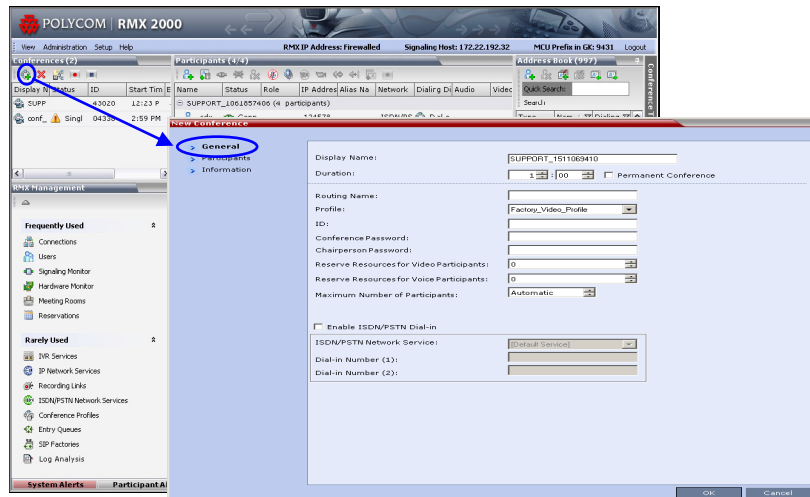 POLYCOM | RMX 2000
View Administration Setup Help RMX IP Address: Firewalled Signaling Host: 172.22.192.32 MCU Prefix in GK: 9431 Logout
Conferences (2) Participants (4/4) Address Book (997)
Display N Status ID Start Tim E Name Status Role IP Addres Alias Na Network Dialing Di Audio Video Quick Search:
SUPP 43020 12:23 P SUPPORT_1061857406 (4 participants) Search
conf_ Singl 2:59 PM
New Conference
General
Participants
Information
Display Name: SUPPORT_1511069410
Duration: 1 : 00 Permanent Conference
Routing Name:
Profile: Factory_Video_Profile
ID:
Conference Password:
Chairperson Password:
Reserve Resources for Video Participants: 0
Reserve Resources for Voice Participants: 0
Maximum Number of Participants: Automatic
Enable ISDN/PSTN Dial-in
ISDN/PSTN Network Service: [Default Service]
Dial-in Number (1):
Dial-in Number (2):
OK Cancel
RMX Management
Frequently Used
Connections
Users
Signaling Monitor
Hardware Monitor
Meeting Rooms
Reservations
Rarely Used
IVR Services
IP Network Services
Recording Links
ISDN/PSTN Network Services
Conference Profiles
Entry Queues
SIP Factories
Log Analysis
System Alerts Participant Al